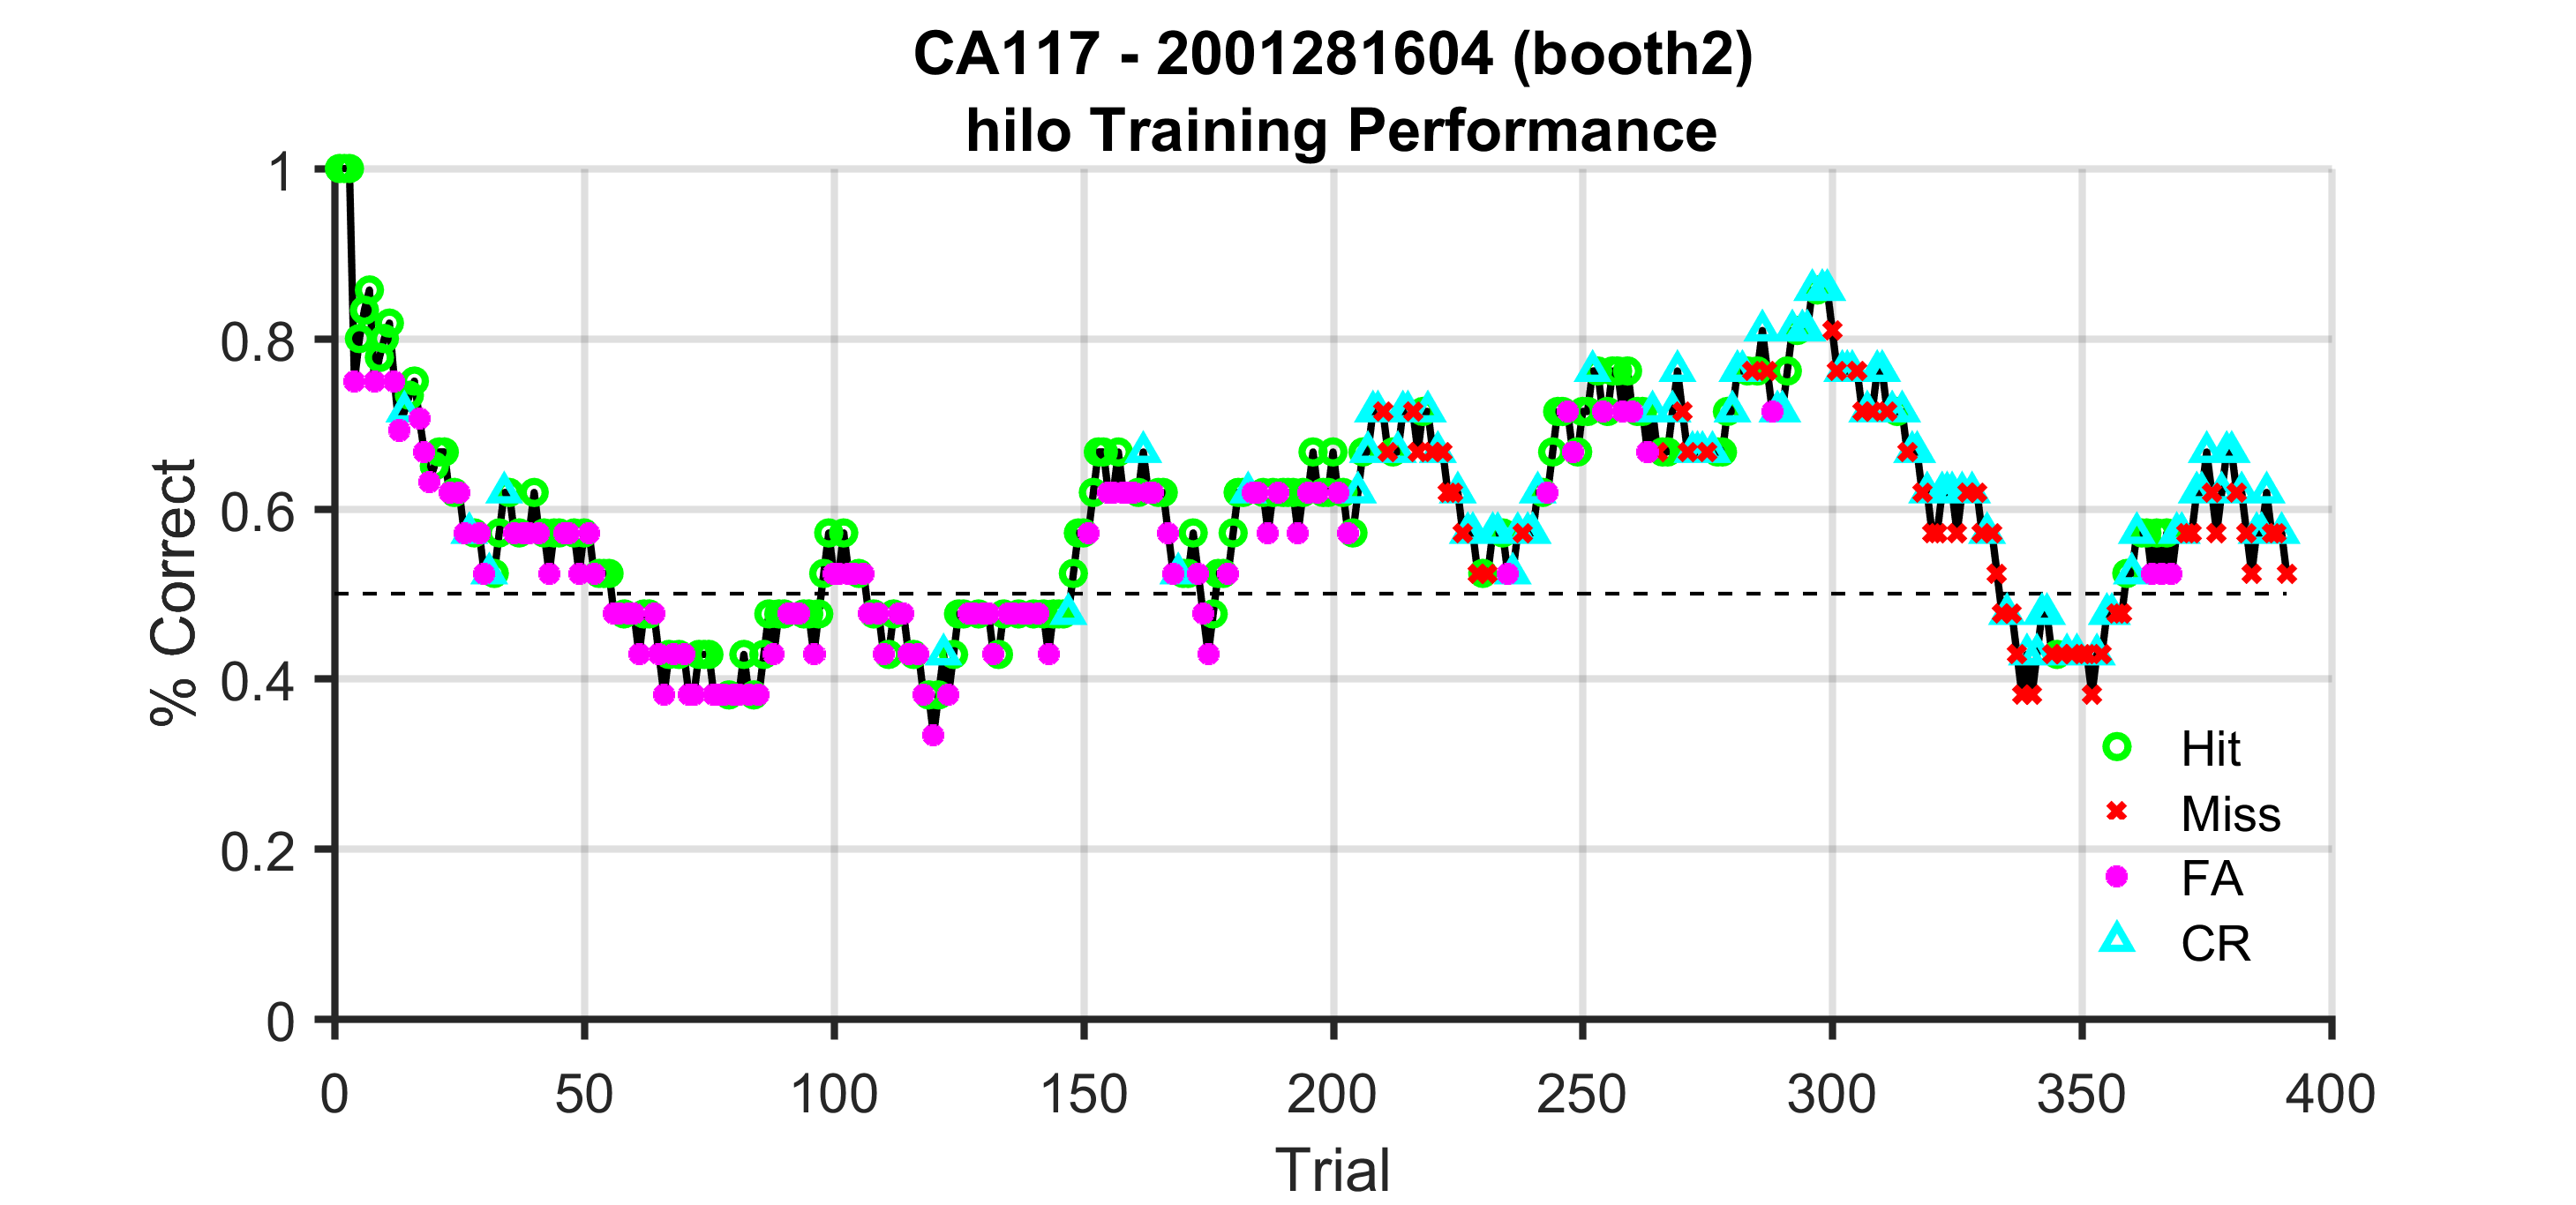 CA117 - 2001281604 (booth2)
hilo Training Performance
1
0.8
0.6
0.4
0.2
0
% Correct
0 50 100 150 200 250 300 350 400
Trial
Hit
Miss
FA
CR